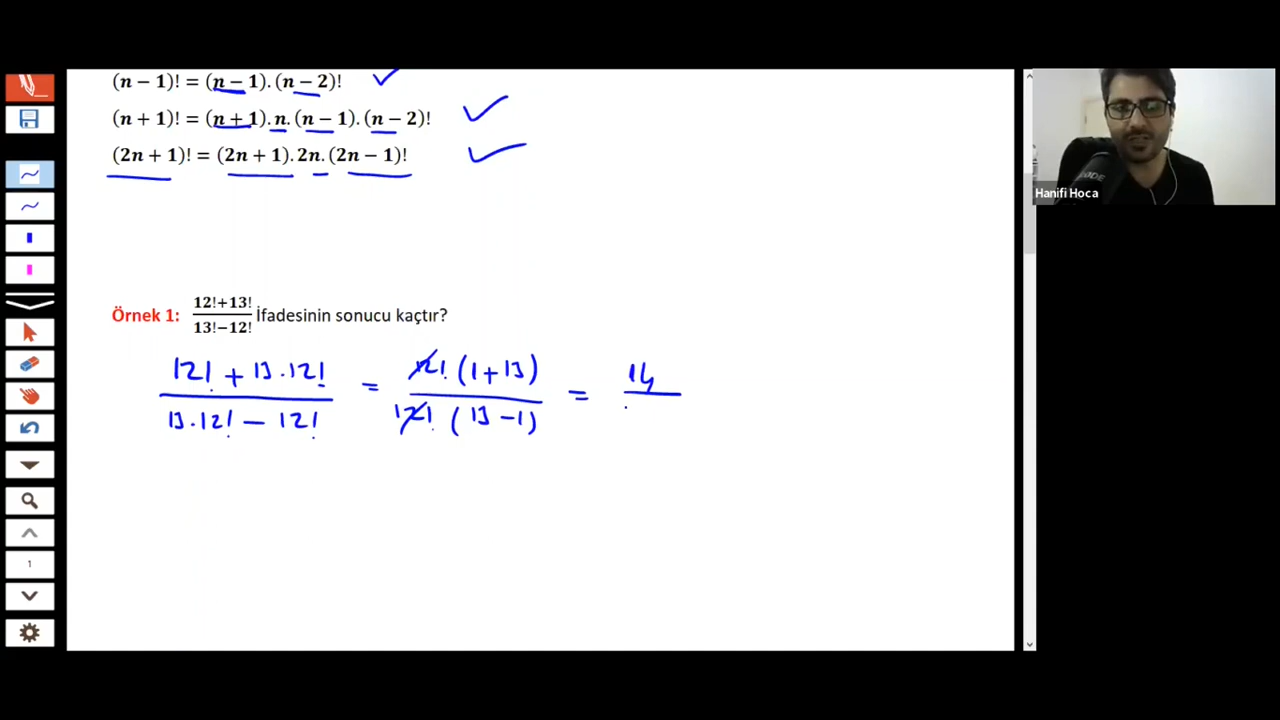 (n − 1)! = (n − 1).(n − 2)!
(n + 1)! = (n + 1).n.(n − 1).(n − 2)!
(2n + 1)! = (2n + 1).2n.(2n − 1)!
Hanifi Hoca
Örnek 1: 12!+13! / 13!−12! İfadesinin sonucu kaçtır?
12! + 13·12! / 13·12! − 12! = 12! (1 + 13) / 12! (13 − 1) = 14
1